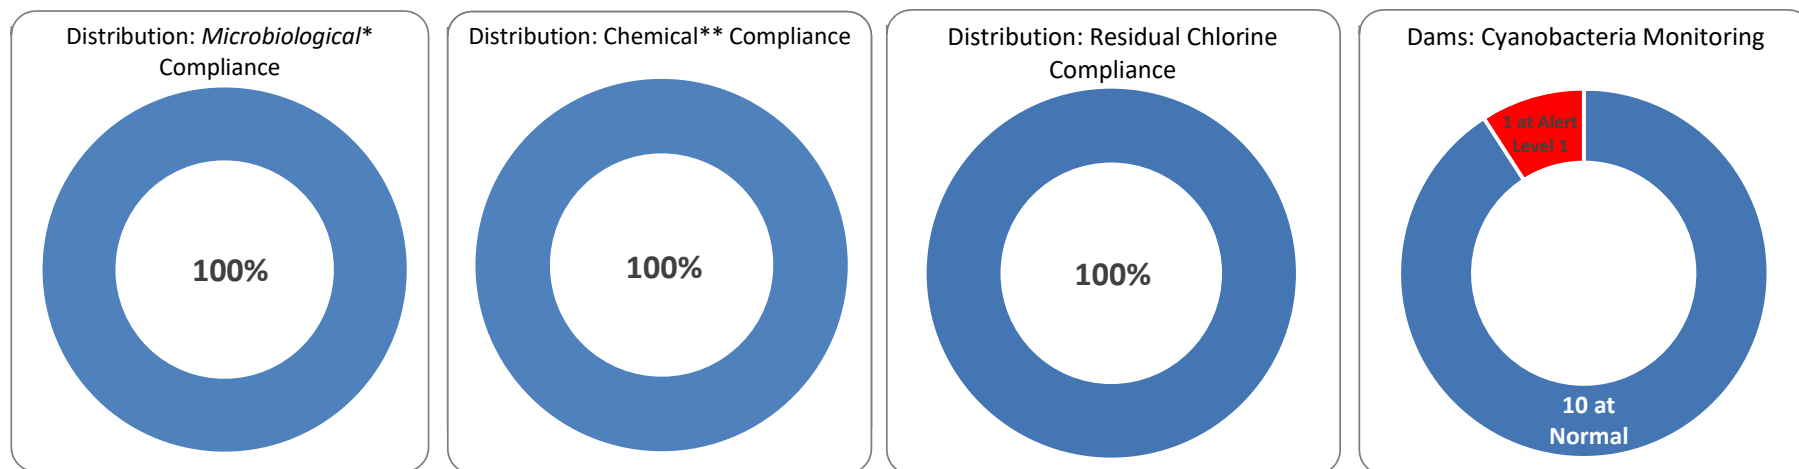 Distribution: Microbiological*
Compliance
100%
Distribution: Chemical** Compliance
100%
Distribution: Residual Chlorine
Compliance
100%
Dams: Cyanobacteria Monitoring
1 at Alert
Level 1
10 at
Normal